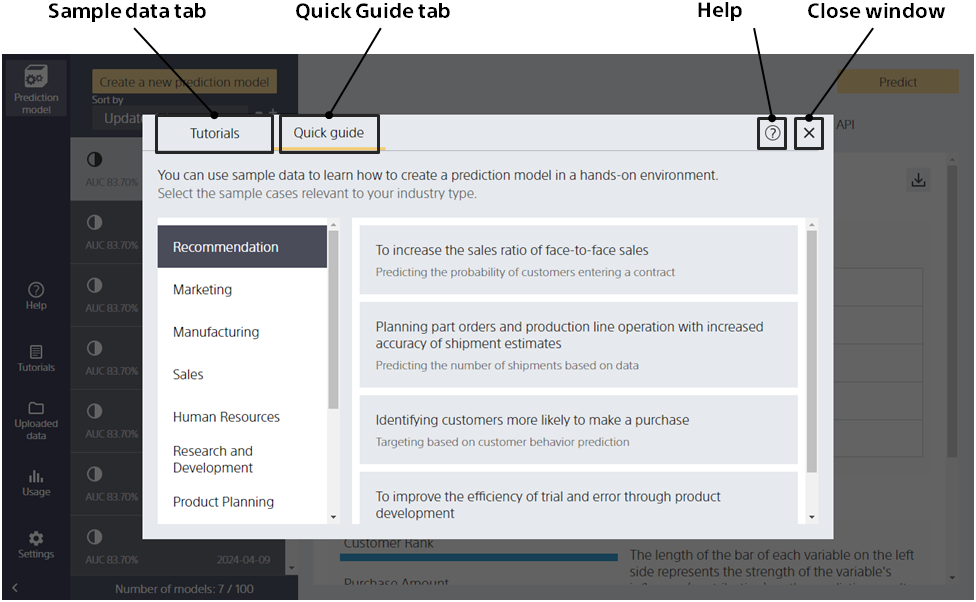 Sample data tab
Quick Guide tab
Help
Close window
Prediction
model
Create a new prediction model
Sort by
Predict
API
Tutorials
Quick guide
You can use sample data to learn how to create a prediction model in a hands-on environment.
Select the sample cases relevant to your industry type.
Recommendation
Marketing
Manufacturing
Sales
Human Resources
Research and
Development
Product Planning
To increase the sales ratio of face-to-face sales
Predicting the probability of customers entering a contract
Planning part orders and production line operation with increased
accuracy of shipment estimates
Predicting the number of shipments based on data
Identifying customers more likely to make a purchase
Targeting based on customer behavior prediction
To improve the efficiency of trial and error through product
development
AUC 83.70%
AUC 83.70%
AUC 83.70%
AUC 83.70%
AUC 83.70%
AUC 83.70%
AUC 83.70%
2024-04-09
Number of models: 7 / 100
Help
Tutorials
Uploaded
data
Usage
Settings
Customer Rank
Purchase Amount
The length of the bar of each variable on the left
side represents the strength of the variable's